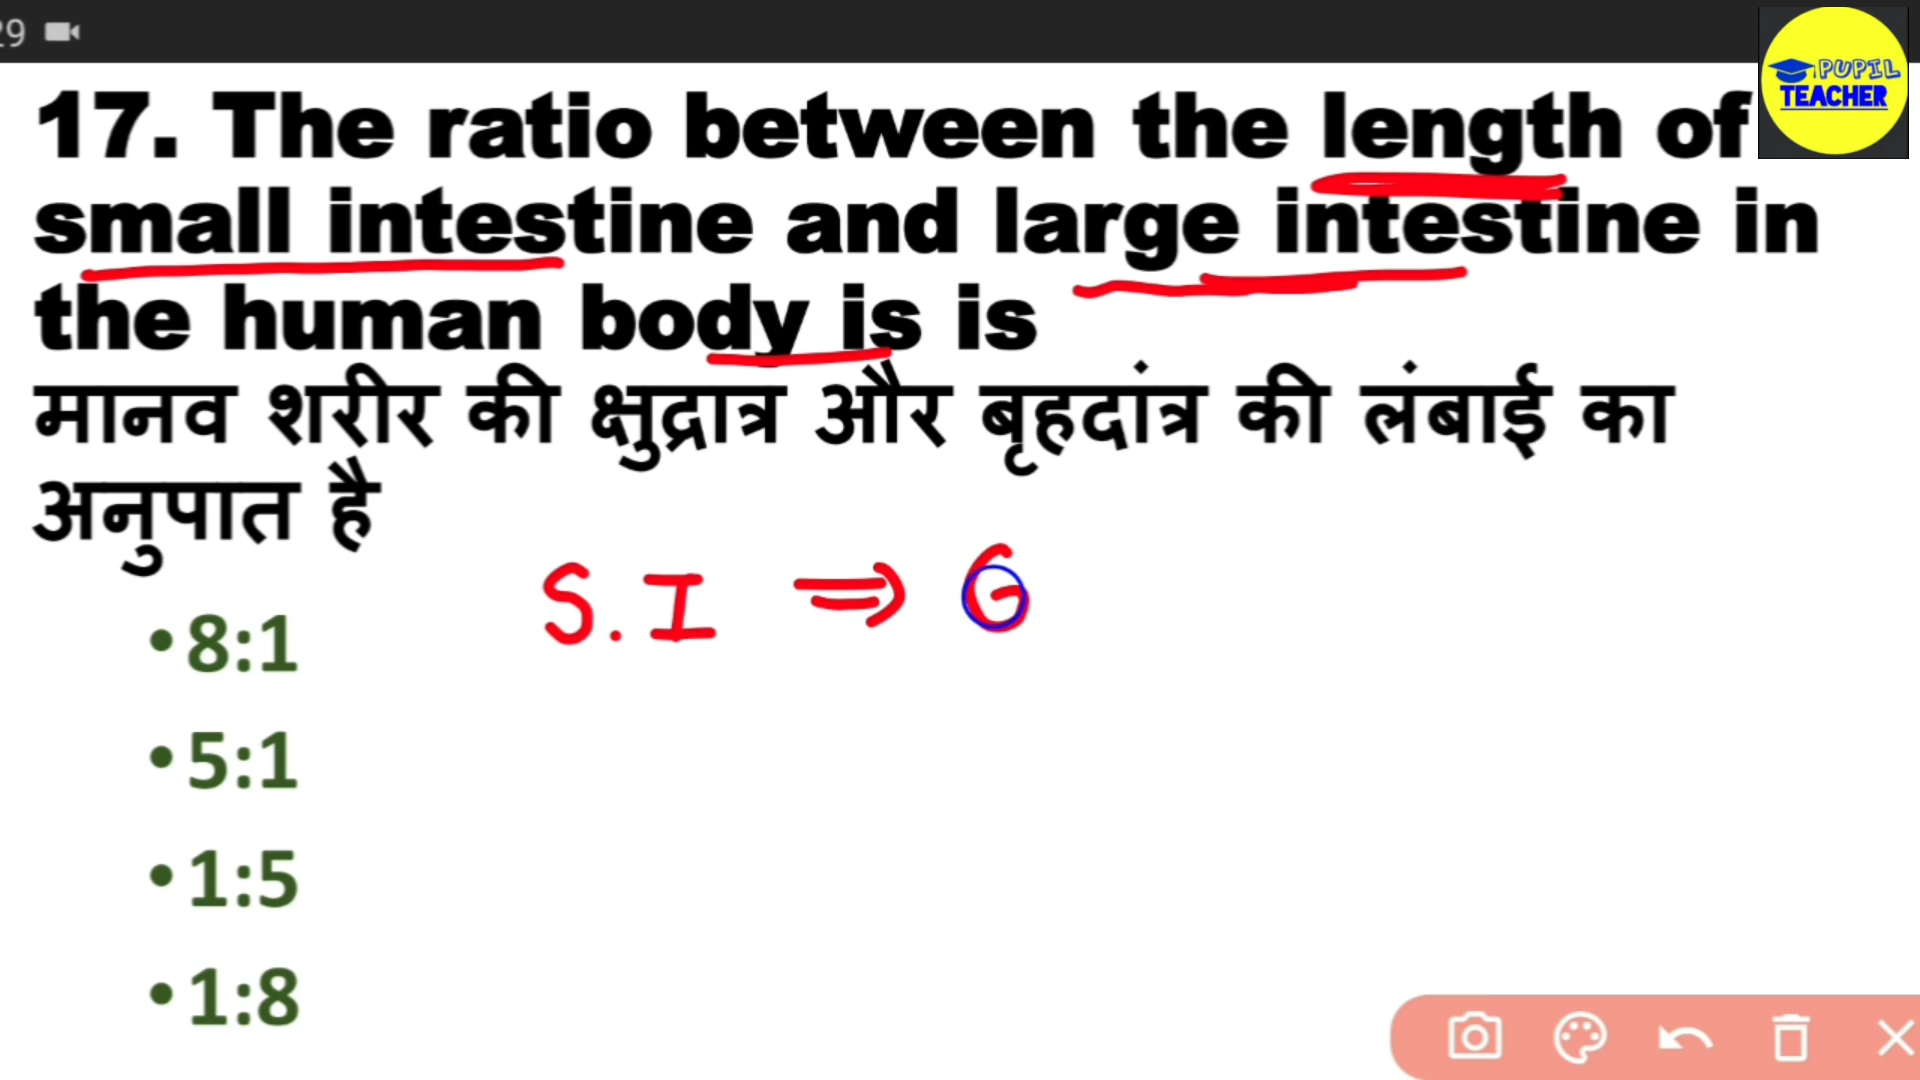 29
PUPIL
TEACHER
17. The ratio between the length of
small intestine and large intestine in
the human body is is
मानव शरीर की क्षुद्रात्र और बृहदांत्र की लंबाई का
अनुपात है
S. I ⇒ 6
•8:1
•5:1
•1:5
•1:8